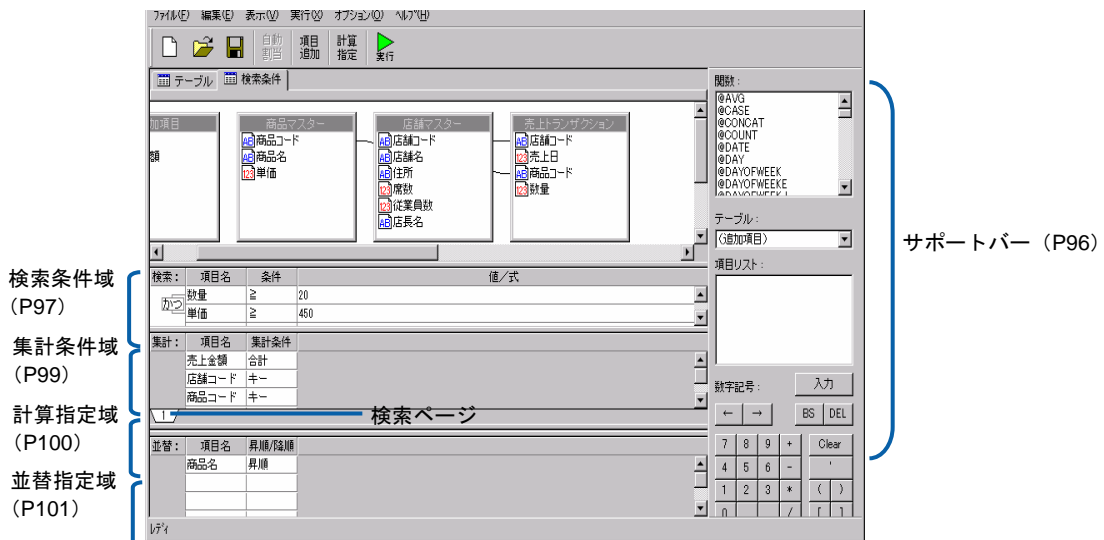 ファイル(F) 編集(E) 表示(V) 実行(X) オプション(O) ヘルプ(H)
自動割当 項目追加 計算指定 実行
テーブル 検索条件
加項目
額
商品マスター
商品コード
商品名
単価
店舗マスター
店舗コード
店舗名
住所
席数
従業員数
店長名
売上トランザクション
店舗コード
売上日
商品コード
数量
関数:
@AVG
@CASE
@CONCAT
@COUNT
@DATE
@DAY
@DAYOFWEEK
@DAYOFWEEKE
テーブル:
(追加項目)
項目リスト:
数字記号: 入力
← → BS DEL
7 8 9 + Clear
4 5 6 - '
1 2 3 * ( )
0 / [ ]
サポートバー(P96)
検索条件域
(P97)
検索: 項目名 条件 値/式
かつ
数量 ≧ 20
単価 ≧ 450
集計条件域
(P99)
集計: 項目名 集計条件
売上金額 合計
店舗コード キー
商品コード キー
1
検索ページ
計算指定域
(P100)
並替: 項目名 昇順/降順
商品名 昇順
並替指定域
(P101)
レディ